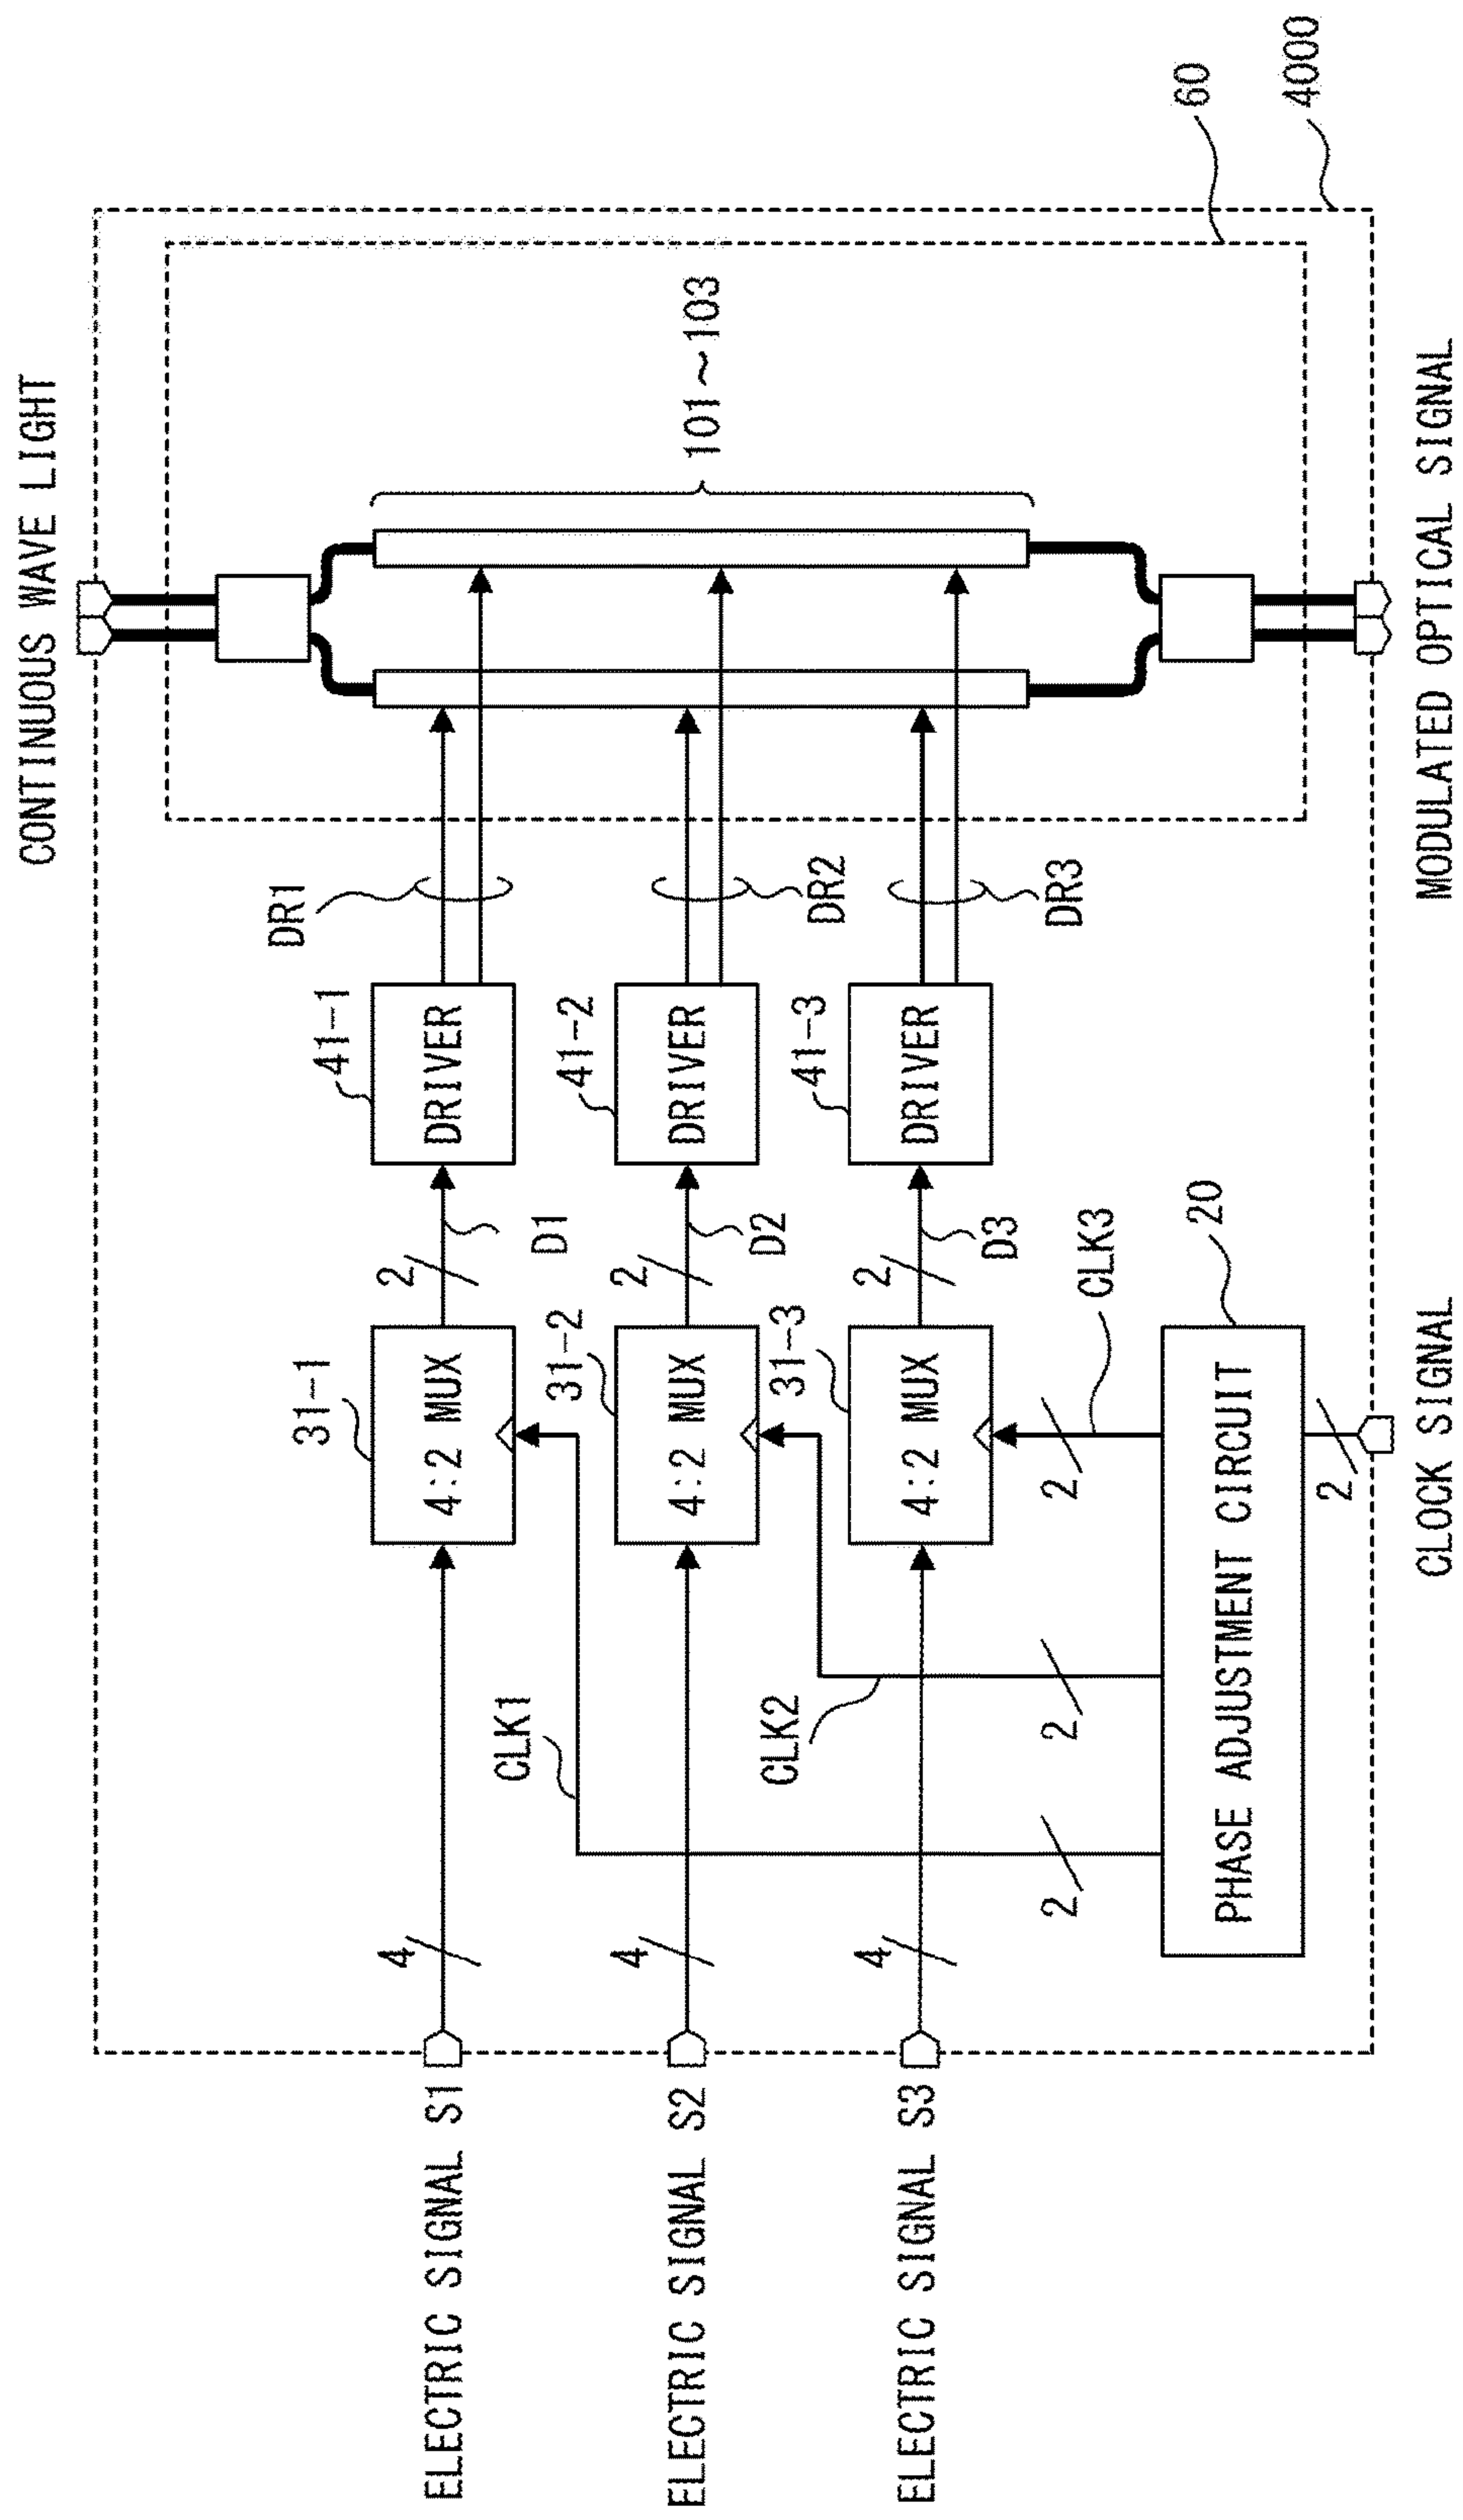 CONTINUOUS WAVE LIGHT
ELECTRIC SIGNAL S1
4
31-1
4:2 MUX
2
D1
41-1
DRIVER
DR1
CLK1
ELECTRIC SIGNAL S2
4
31-2
4:2 MUX
2
D2
41-2
DRIVER
DR2
101~103
CLK2
ELECTRIC SIGNAL S3
4
31-3
4:2 MUX
2
D3
41-3
DRIVER
DR3
2
2
2
CLK3
PHASE ADJUSTMENT CIRCUIT
20
60
4000
2
CLOCK SIGNAL
MODULATED OPTICAL SIGNAL